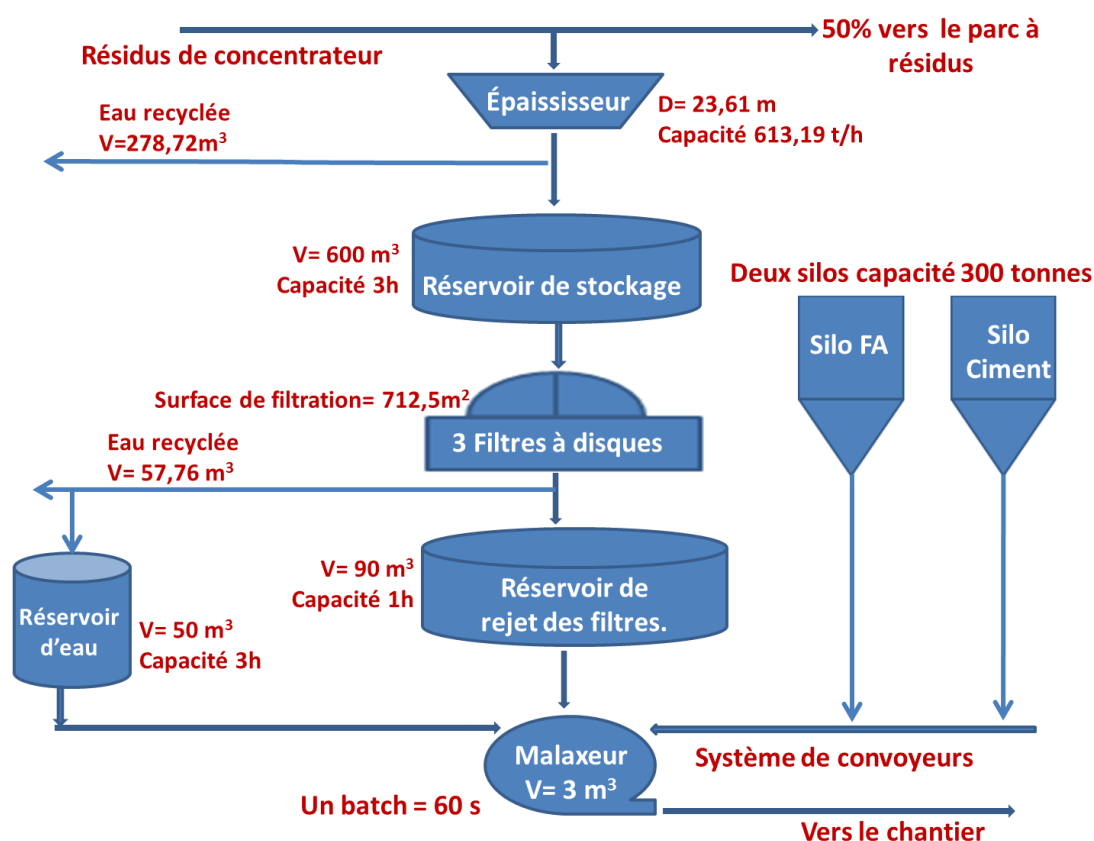 Résidus de concentrateur
50% vers le parc à
résidus
Épaississeur
D= 23,61 m
Capacité 613,19 t/h
Eau recyclée
V=278,72m³
V= 600 m³
Capacité 3h
Réservoir de stockage
Deux silos capacité 300 tonnes
Silo FA
Silo
Ciment
Surface de filtration= 712,5m²
3 Filtres à disques
Eau recyclée
V= 57,76 m³
V= 90 m³
Capacité 1h
Réservoir de
rejet des filtres.
Réservoir
d’eau
V= 50 m³
Capacité 3h
Malaxeur
V= 3 m³
Système de convoyeurs
Un batch = 60 s
Vers le chantier